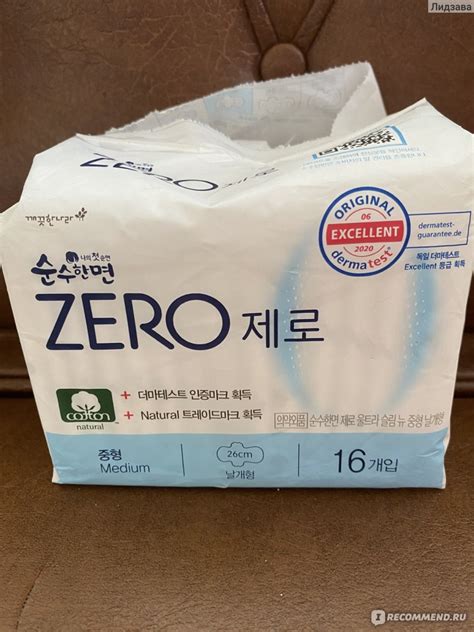 Лидзава
ZERO 제로
깨끗한나라
나의 첫 순면
순수한면
ZERO 제로
ORIGINAL
06
EXCELLENT
2020
dermatest
dermatest-
guarantee.de
독일 더마테스트
Excellent 등급 획득
cotton
natural
+ 더마테스트 인증마크 획득
+ Natural 트레이드마크 획득
의약외품 순수한면 제로 울트라 슬림 뉴 중형 날개형
중형
Medium
26cm
날개형
16개입
IRECOMMEND.RU